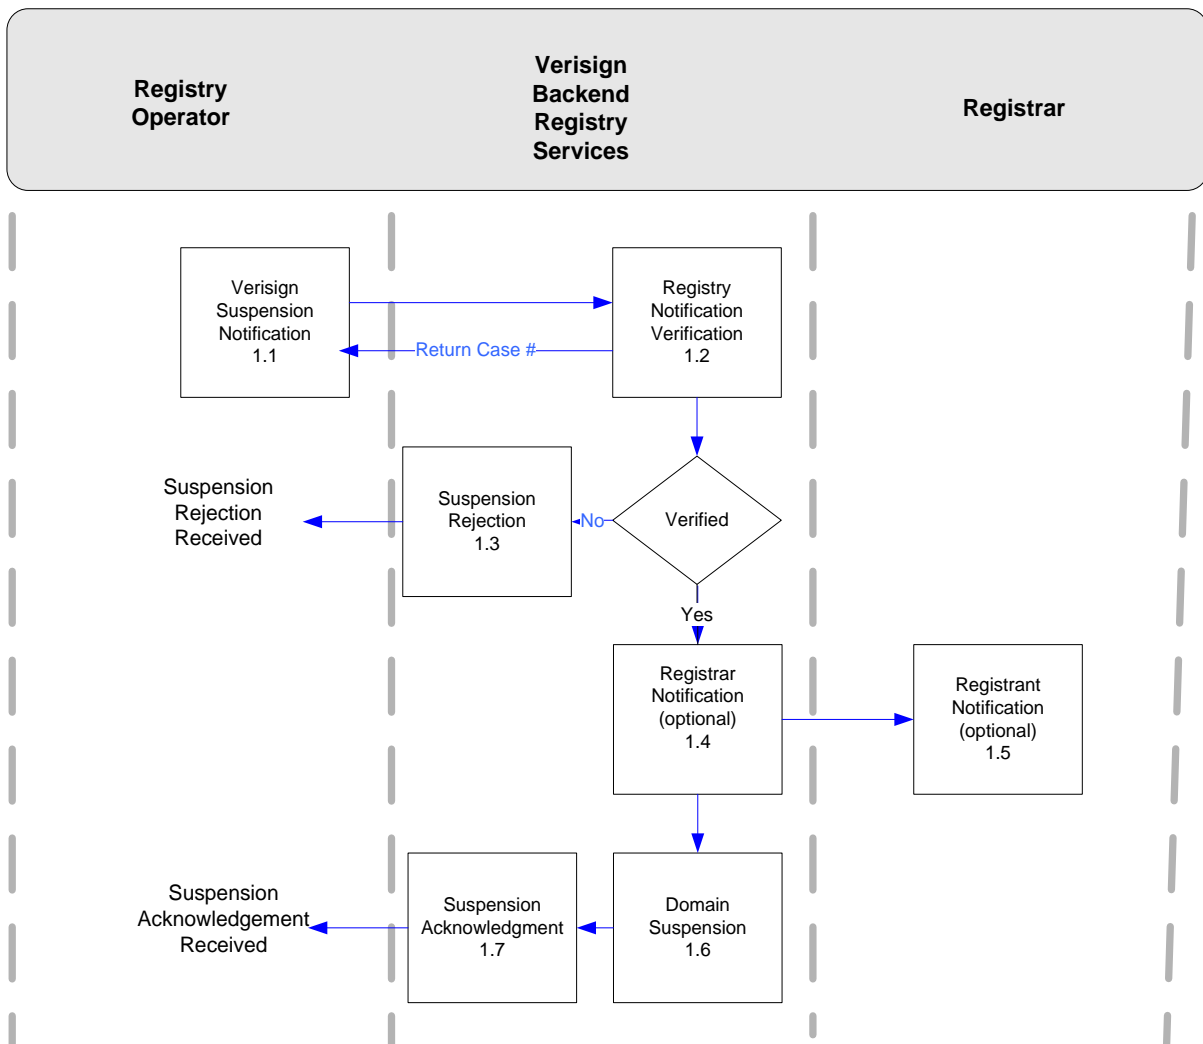 Registry
Operator
Verisign
Backend
Registry
Services
Registrar
Verisign
Suspension
Notification
1.1
Return Case #
Registry
Notification
Verification
1.2
Suspension
Rejection
Received
Suspension
Rejection
1.3
No
Verified
Yes
Registrar
Notification
(optional)
1.4
Registrant
Notification
(optional)
1.5
Suspension
Acknowledgement
Received
Suspension
Acknowledgment
1.7
Domain
Suspension
1.6